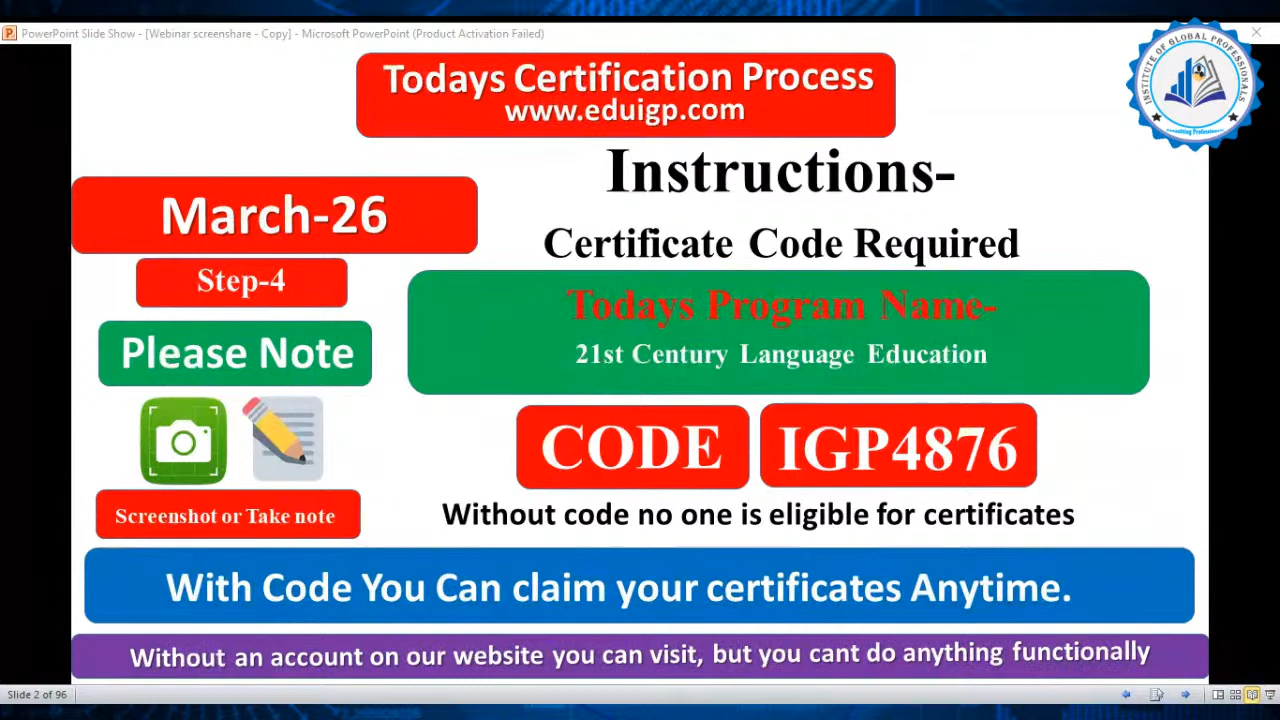 PowerPoint Slide Show - [Webinar screenshare - Copy] - Microsoft PowerPoint (Product Activation Failed)
INSTITUTE OF GLOBAL PROFESSIONALS
Consulting Professionals
Todays Certification Process
www.eduigp.com
Instructions-
March-26
Certificate Code Required
Step-4
Todays Program Name-
21st Century Language Education
Please Note
CODE
IGP4876
Screenshot or Take note
Without code no one is eligible for certificates
With Code You Can claim your certificates Anytime.
Without an account on our website you can visit, but you cant do anything functionally
Slide 2 of 96